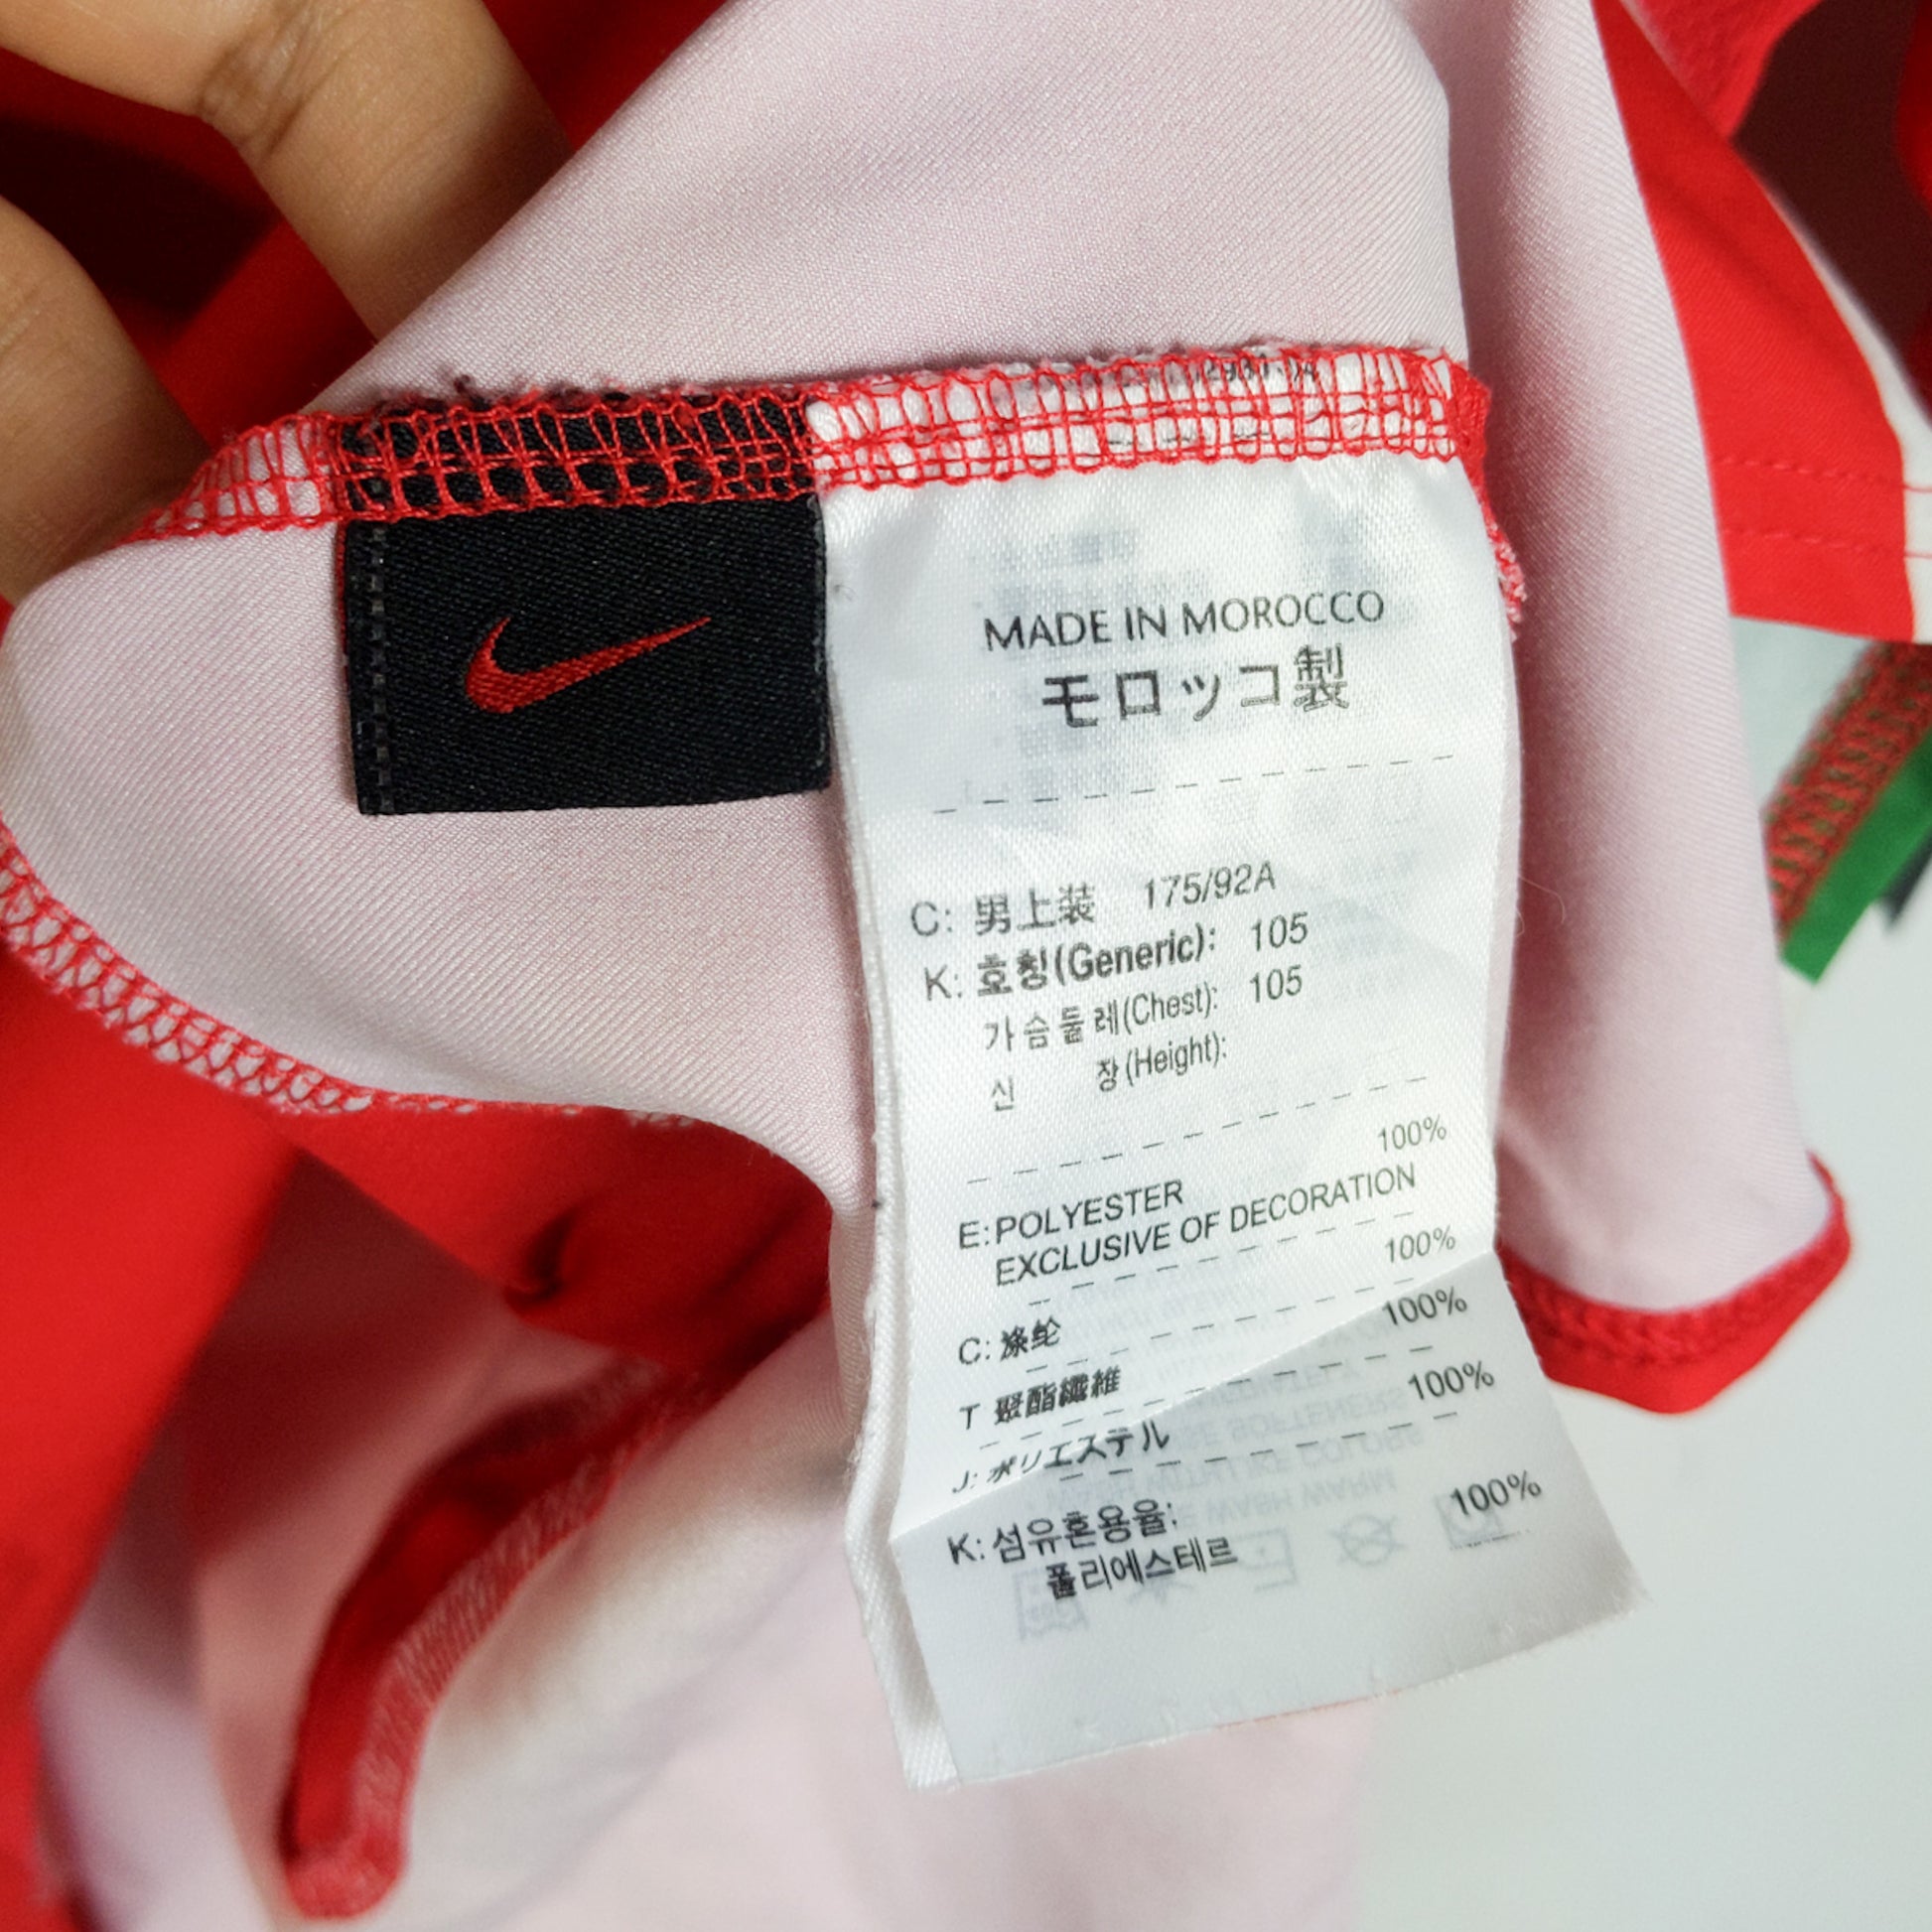 MADE IN MOROCCO
モロッコ製
C: 男上装 175/92A
K: 호칭(Generic): 105
가슴둘레(Chest): 105
신 장(Height):
100%
E: POLYESTER
EXCLUSIVE OF DECORATION
100%
C: 涤纶
100%
T 聚酯纖維
100%
J: ポリエステル
100%
K: 섬유혼용율:
폴리에스테르